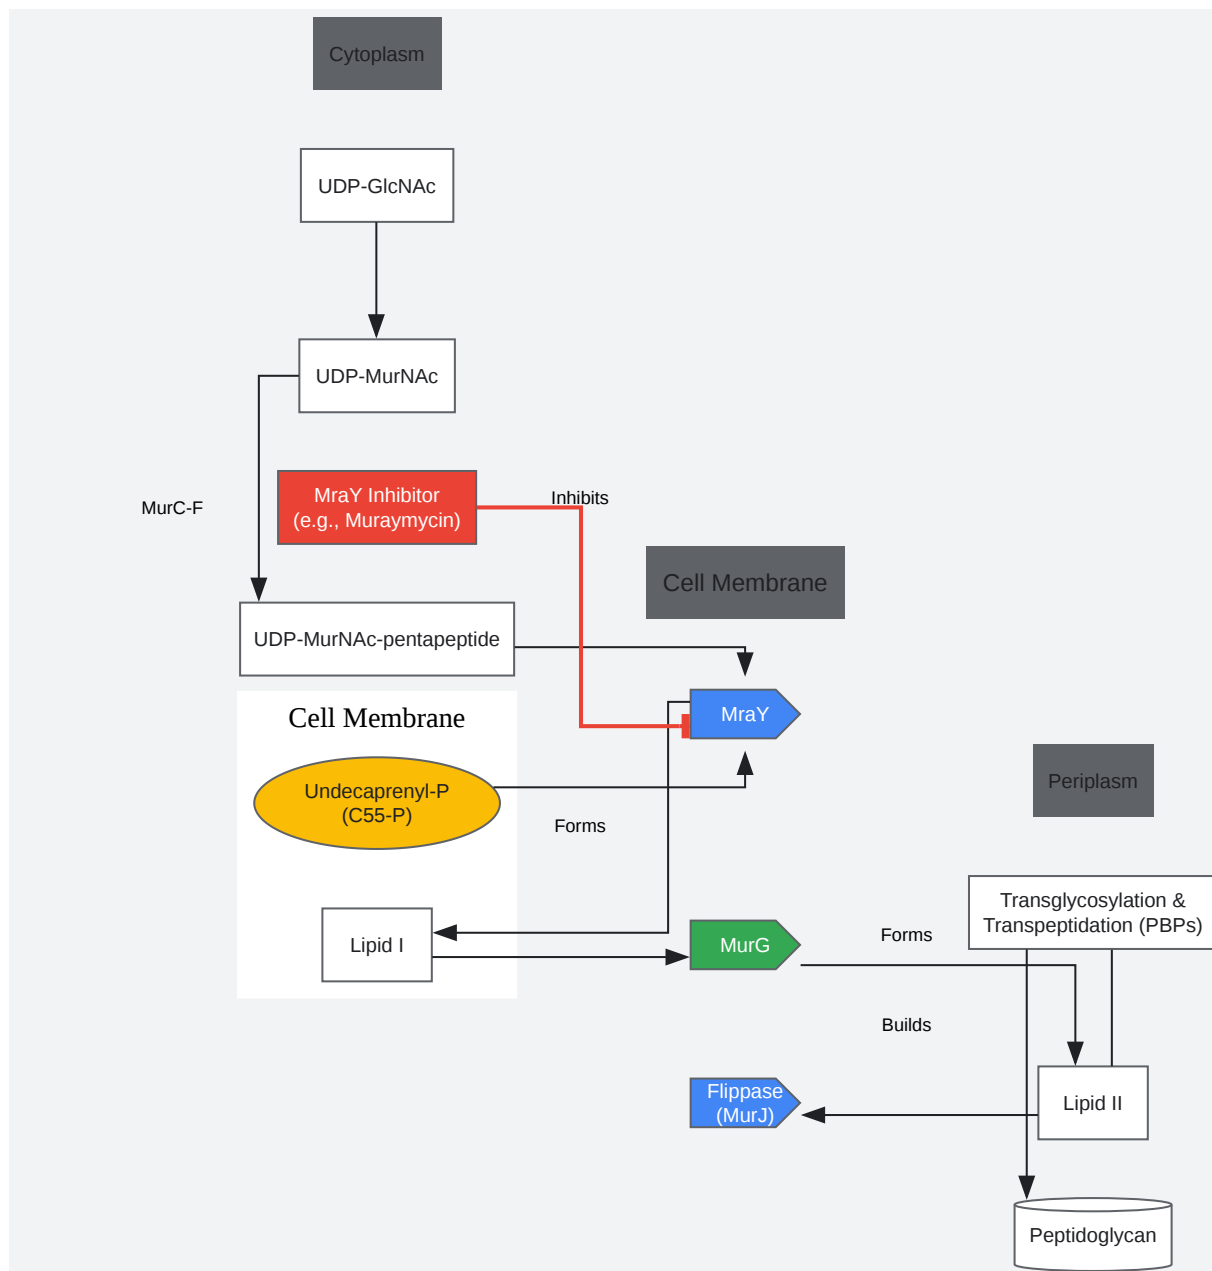 Cytoplasm
UDP-GlcNAc
UDP-MurNAc
MurC-F
MraY Inhibitor
(e.g., Muraymycin)
Inhibits
Cell Membrane
UDP-MurNAc-pentapeptide
Cell Membrane
MraY
Undecaprenyl-P
(C55-P)
Forms
Periplasm
Transglycosylation &
Transpeptidation (PBPs)
Lipid I
MurG
Forms
Builds
Flippase
(MurJ)
Lipid II
Peptidoglycan